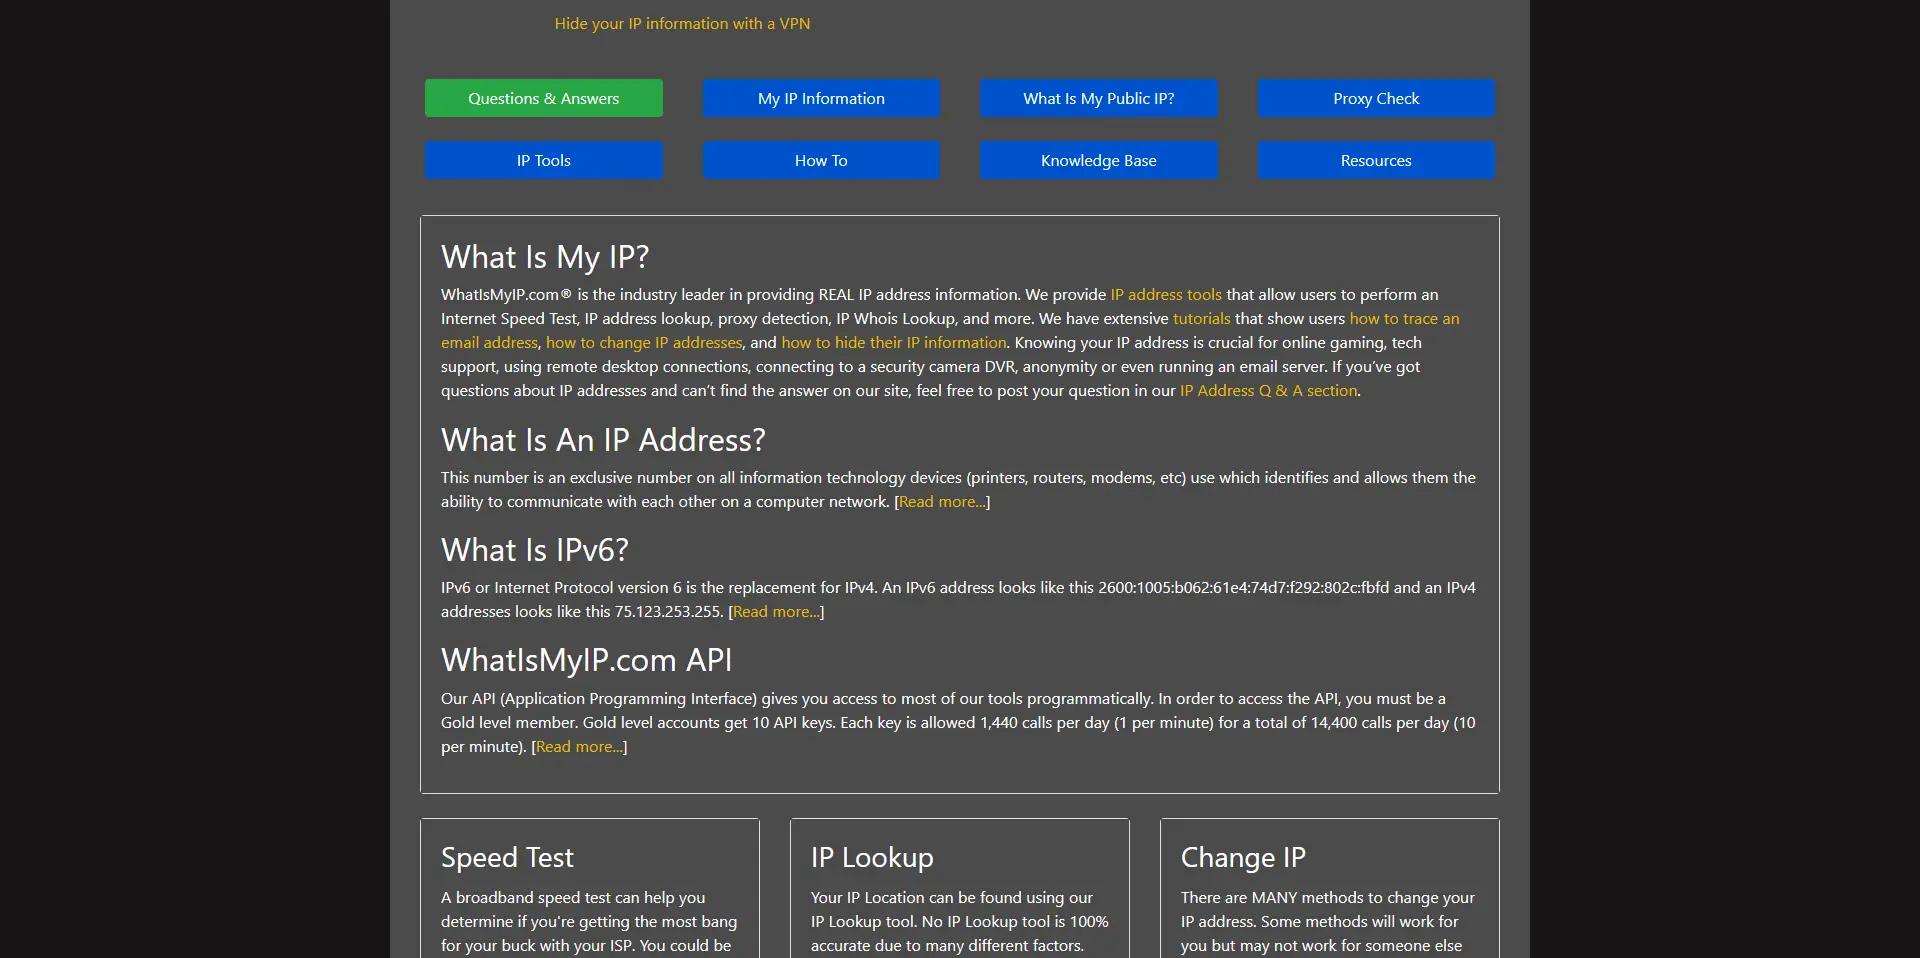 Hide your IP information with a VPN
Questions & Answers
My IP Information
What Is My Public IP?
Proxy Check
IP Tools
How To
Knowledge Base
Resources
What Is My IP?
WhatIsMyIP.com® is the industry leader in providing REAL IP address information. We provide IP address tools that allow users to perform an
Internet Speed Test, IP address lookup, proxy detection, IP Whois Lookup, and more. We have extensive tutorials that show users how to trace an
email address, how to change IP addresses, and how to hide their IP information. Knowing your IP address is crucial for online gaming, tech
support, using remote desktop connections, connecting to a security camera DVR, anonymity or even running an email server. If you’ve got
questions about IP addresses and can’t find the answer on our site, feel free to post your question in our IP Address Q & A section.
What Is An IP Address?
This number is an exclusive number on all information technology devices (printers, routers, modems, etc) use which identifies and allows them the
ability to communicate with each other on a computer network. [Read more...]
What Is IPv6?
IPv6 or Internet Protocol version 6 is the replacement for IPv4. An IPv6 address looks like this 2600:1005:b062:61e4:74d7:f292:802c:fbfd and an IPv4
addresses looks like this 75.123.253.255. [Read more...]
WhatIsMyIP.com API
Our API (Application Programming Interface) gives you access to most of our tools programmatically. In order to access the API, you must be a
Gold level member. Gold level accounts get 10 API keys. Each key is allowed 1,440 calls per day (1 per minute) for a total of 14,400 calls per day (10
per minute). [Read more...]
Speed Test
A broadband speed test can help you
determine if you're getting the most bang
for your buck with your ISP. You could be
IP Lookup
Your IP Location can be found using our
IP Lookup tool. No IP Lookup tool is 100%
accurate due to many different factors.
Change IP
There are MANY methods to change your
IP address. Some methods will work for
you but may not work for someone else